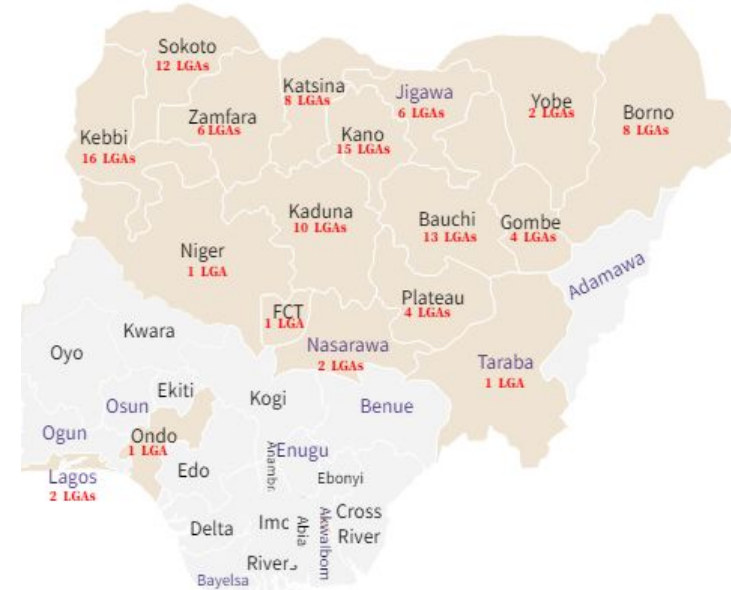 Sokoto
12 LGAs
Katsina
8 LGAs
Jigawa
6 LGAs
Yobe
2 LGAs
Borno
8 LGAs
Zamfara
6 LGAs
Kano
15 LGAs
Kebbi
16 LGAs
Kaduna
10 LGAs
Bauchi
13 LGAs
Gombe
4 LGAs
Niger
1 LGA
Adamawa
FCT
1 LGA
Plateau
4 LGAs
Kwara
Oyo
Nasarawa
2 LGAs
Taraba
1 LGA
Ekiti
Kogi
Osun
Benue
Ogun
Ondo
1 LGA
Enugu
Anambr.
Edo
Ebonyi
Lagos
2 LGAs
Delta
Imo
Abia
AkwaIbom
Cross
River
Rivers
Bayelsa